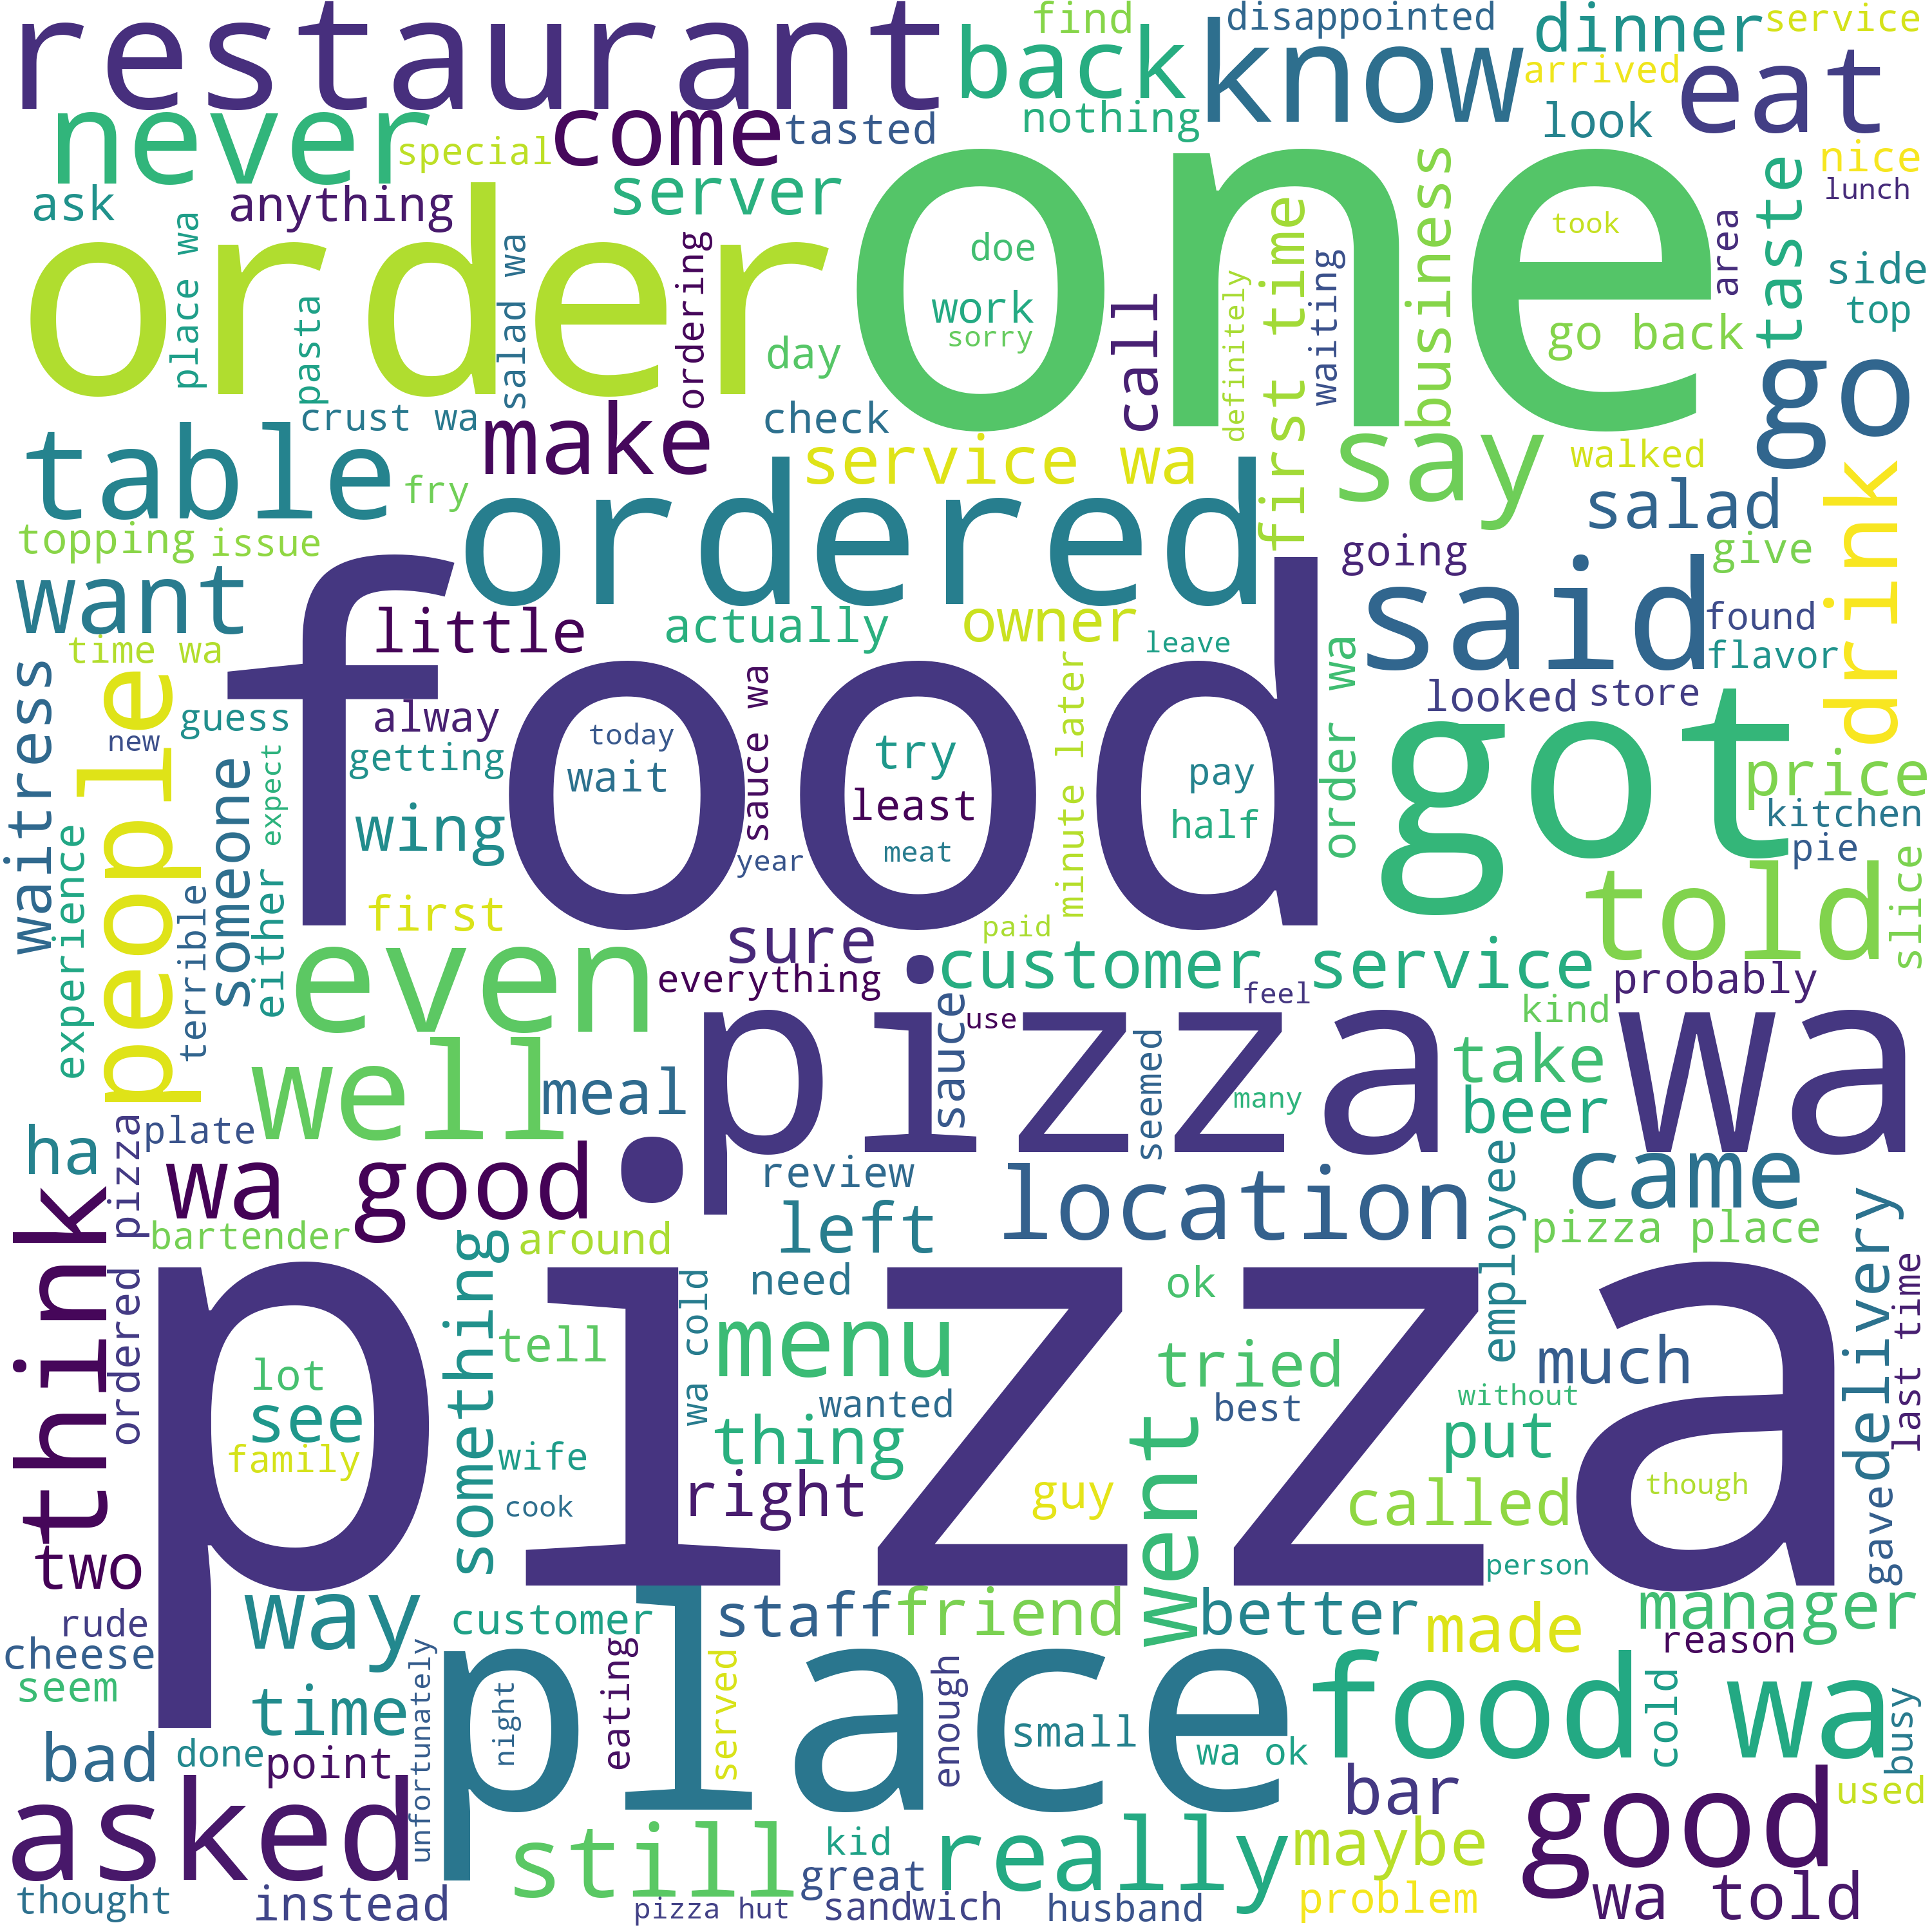 restaurant
find
disappointed
dinner
service
back
know
arrived
eat
never
special
come
tasted
nothing
look
nice
lunch
ask
anything
server
order
one
doe
work
sorry
took
business
taste
area
side
top
place wa
pasta
salad wa
ordering
day
call
definitely
first time
waiting
go back
go
crust wa
check
table
fry
make
service wa
say
walked
drink
topping
issue
ordered
salad
going
give
want
little
actually
owner
leave
said
found
flavor
time wa
food
looked
store
waitress
people
guess
new
alway
getting
today
wait
sauce wa
try
least
meat
minute later
pay
half
order wa
got
price
kitchen
pie
someone
expect
wing
year
experience
terrible
either
first
paid
told
slice
even
sure
everything
customer service
probably
feel
use
kind
well
meal
pizza wa
sauce
seemed
many
take
beer
ha
plate
wa good
review
location
came
employee
think
ordered pizza
bartender
something
around
left
need
ok
pizza place
delivery
last time
pizza
lot
see
family
tell
wa cold
menu
wanted
tried
best
much
without
thing
went
put
wife
cook
right
guy
called
though
gave
two
way
person
rude
customer
staff
friend
better
made
manager
reason
cheese
seem
time
unfortunately
place
night
eating
served
enough
small
wa ok
food wa
cold
busy
bad
done
point
bar
used
asked
still
kid
great
really
maybe
good
thought
instead
pizza hut
sandwich
husband
problem
wa told